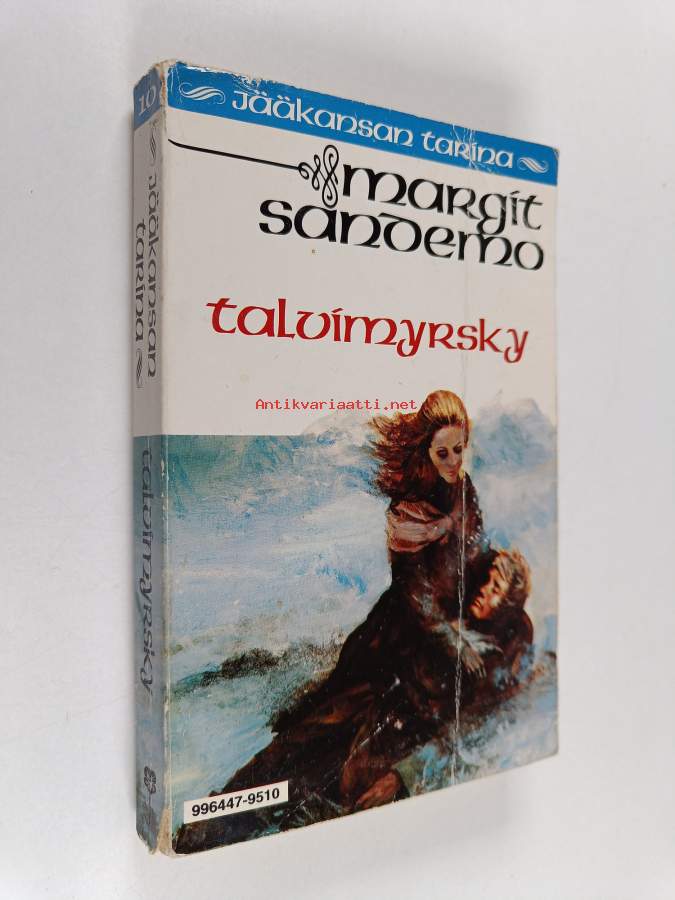 10
Jääkansan tarina
talvimyrsky
Jääkansan tarina
margit
sandemo
talvimyrsky
Antikvariaatti.net
996447-9510